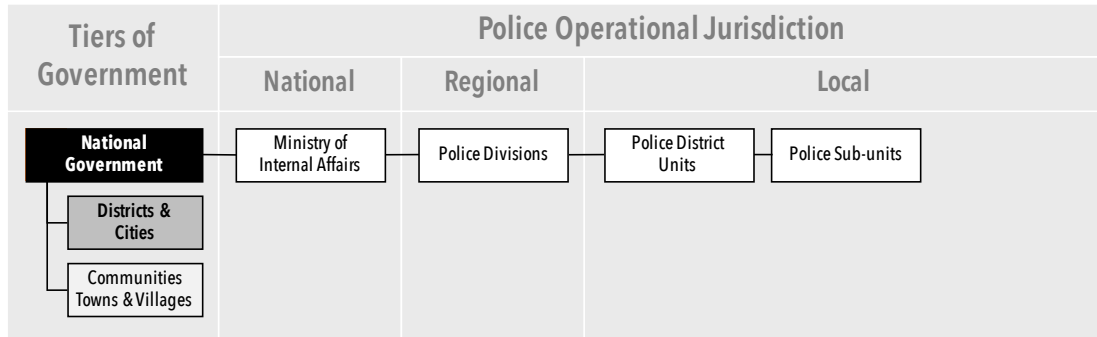 Tiers of
Government
Police Operational Jurisdiction
National
Regional
Local
National
Government
Ministry of
Internal Affairs
Police Divisions
Police District
Units
Police Sub-units
Districts &
Cities
Communities
Towns & Villages